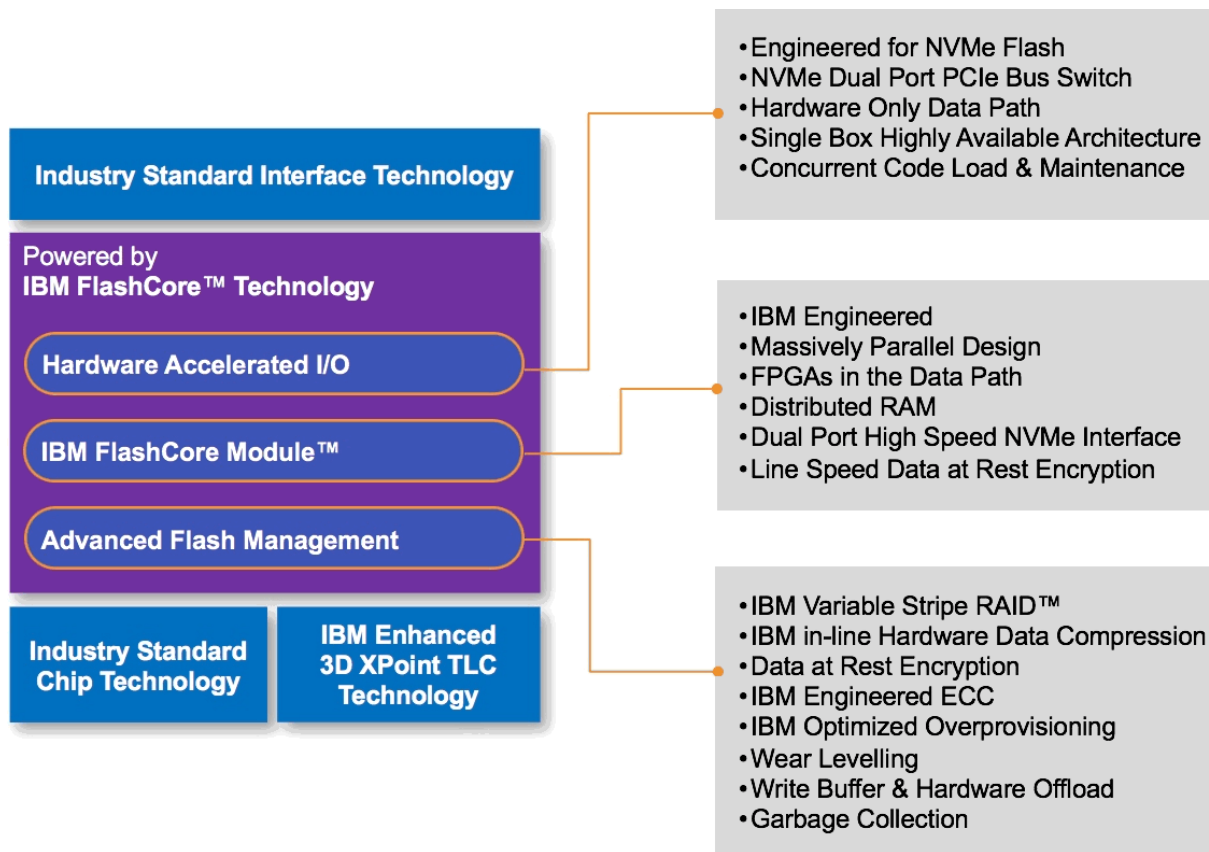 Industry Standard Interface Technology
Powered by
IBM FlashCore™ Technology
Hardware Accelerated I/O
IBM FlashCore Module™
Advanced Flash Management
Industry Standard
Chip Technology
IBM Enhanced
3D XPoint TLC
Technology
•Engineered for NVMe Flash
•NVMe Dual Port PCIe Bus Switch
•Hardware Only Data Path
•Single Box Highly Available Architecture
•Concurrent Code Load & Maintenance
•IBM Engineered
•Massively Parallel Design
•FPGAs in the Data Path
•Distributed RAM
•Dual Port High Speed NVMe Interface
•Line Speed Data at Rest Encryption
•IBM Variable Stripe RAID™
•IBM in-line Hardware Data Compression
•Data at Rest Encryption
•IBM Engineered ECC
•IBM Optimized Overprovisioning
•Wear Levelling
•Write Buffer & Hardware Offload
•Garbage Collection